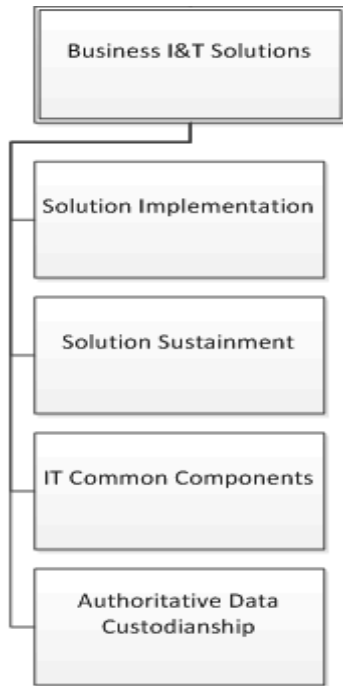 Business I&T Solutions
Solution Implementation
Solution Sustainment
IT Common Components
Authoritative Data
Custodianship